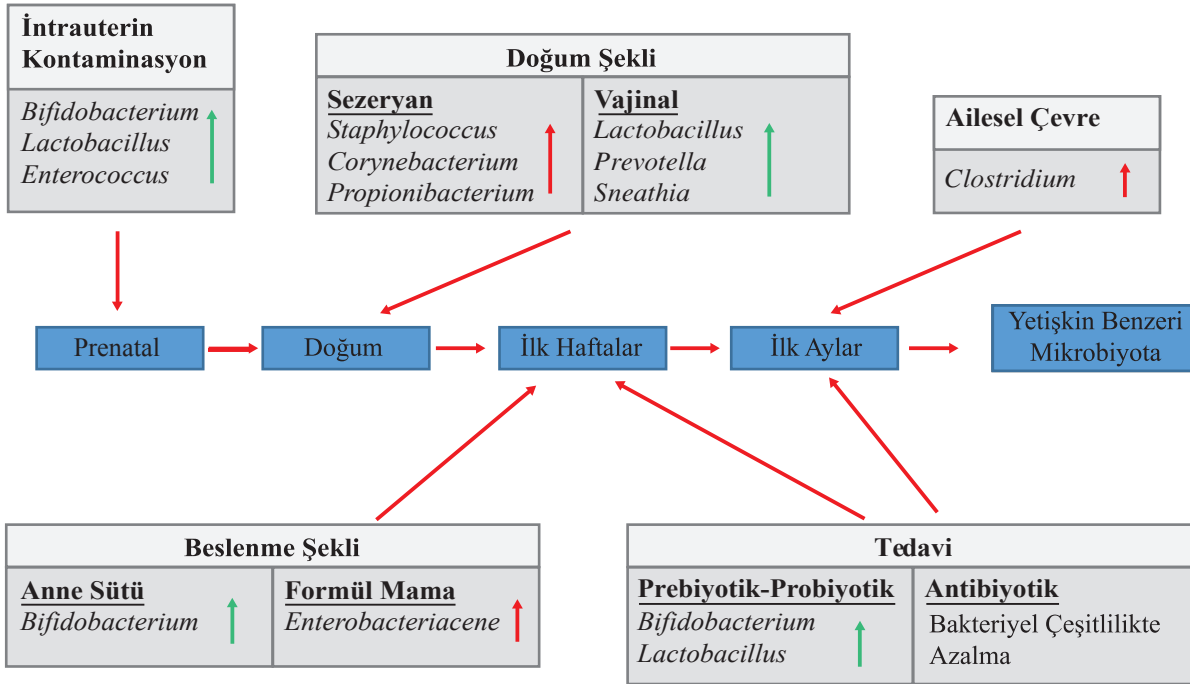 İntrauterin
Kontaminasyon
Bifidobacterium
Lactobacillus
Enterococcus
Doğum Şekli
Sezeryan
Staphylococcus
Corynebacterium
Propionibacterium
Vajinal
Lactobacillus
Prevotella
Sneathia
Ailesel Çevre
Clostridium
Prenatal
Doğum
İlk Haftalar
İlk Aylar
Yetişkin Benzeri
Mikrobiyota
Beslenme Şekli
Anne Sütü
Bifidobacterium
Formül Mama
Enterobacteriacene
Tedavi
Prebiyotik-Probiyotik
Bifidobacterium
Lactobacillus
Antibiyotik
Bakteriyel Çeşitlilikte
Azalma